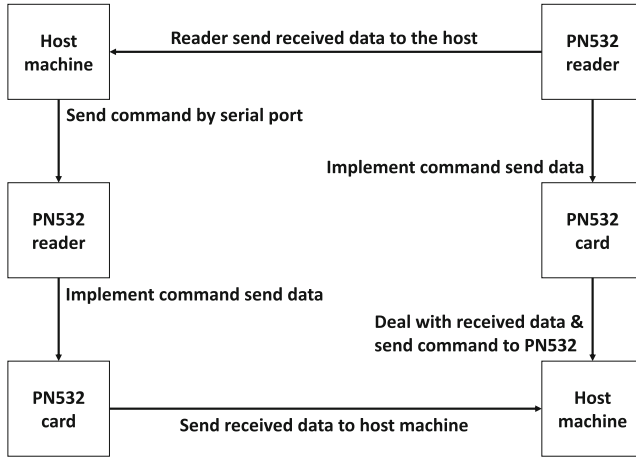 Host
machine
Reader send received data to the host
PN532
reader
Send command by serial port
Implement command send data
PN532
reader
PN532
card
Implement command send data
Deal with received data &
send command to PN532
PN532
card
Send received data to host machine
Host
machine